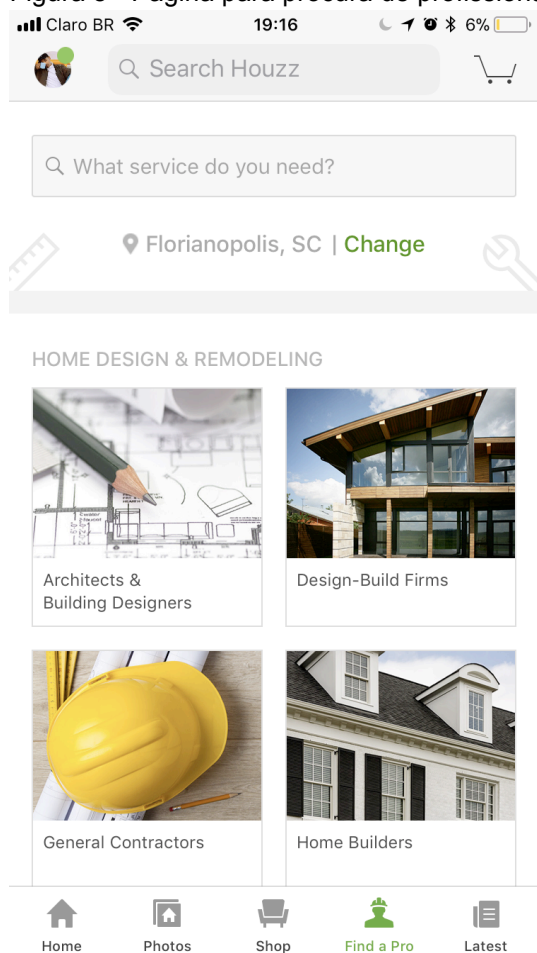 Claro BR
19:16
6%
Search Houzz
What service do you need?
Florianopolis, SC | Change
HOME DESIGN & REMODELING
Architects &
Building Designers
Design-Build Firms
General Contractors
Home Builders
Home Photos Shop Find a Pro Latest